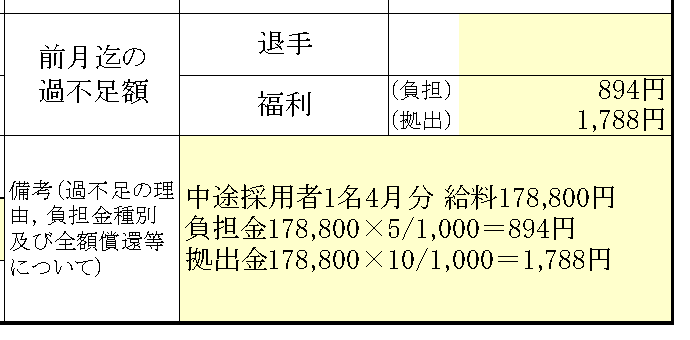 前月迄の
過不足額
退手
福利
(負担)
894円
(拠出)
1,788円
備考(過不足の理
由, 負担金種別
及び全額償還等
について)
中途採用者1名4月分 給料178,800円
負担金178,800×5/1,000＝894円
拠出金178,800×10/1,000＝1,788円